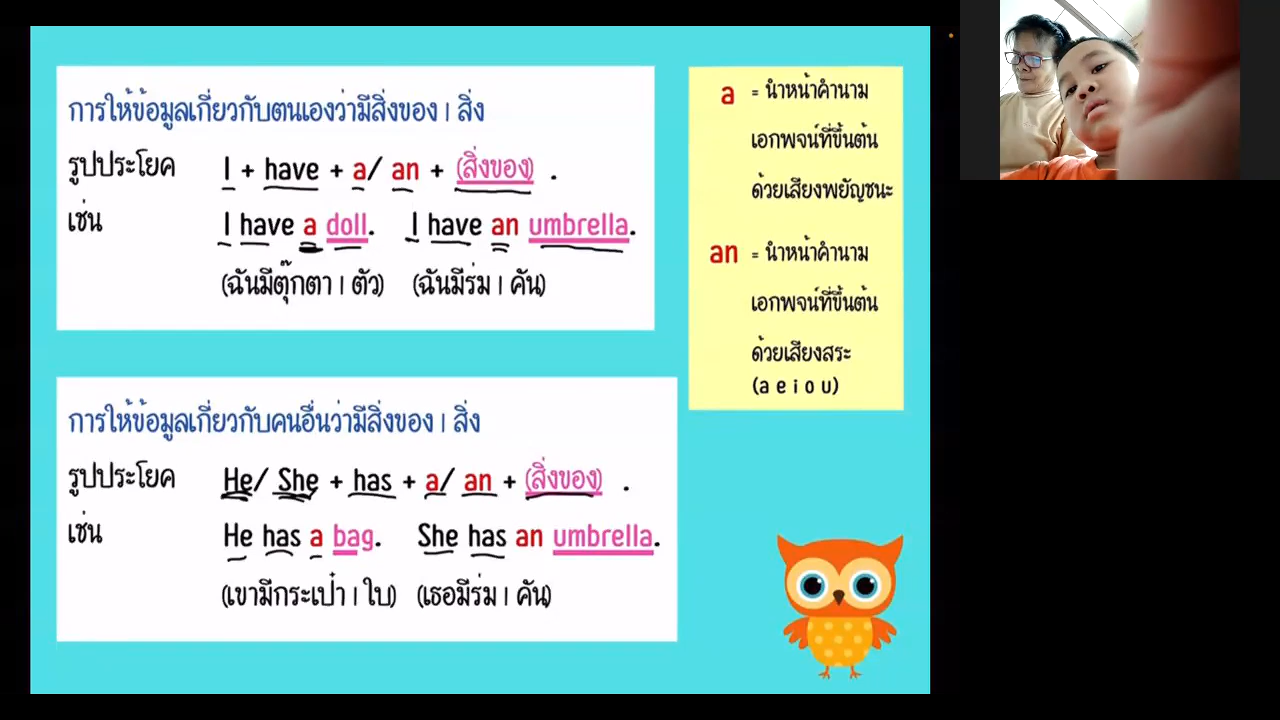 การให้ข้อมูลเกี่ยวกับตนเองว่ามีสิ่งของ 1 สิ่ง
รูปประโยค I + have + a/ an + (สิ่งของ) .
เช่น I have a doll. I have an umbrella.
(ฉันมีตุ๊กตา 1 ตัว) (ฉันมีร่ม 1 คัน)
a = นำหน้าคำนาม
เอกพจน์ที่ขึ้นต้น
ด้วยเสียงพยัญชนะ
an = นำหน้าคำนาม
เอกพจน์ที่ขึ้นต้น
ด้วยเสียงสระ
(a e i o u)
การให้ข้อมูลเกี่ยวกับคนอื่นว่ามีสิ่งของ 1 สิ่ง
รูปประโยค He/ She + has + a/ an + (สิ่งของ) .
เช่น He has a bag. She has an umbrella.
(เขามีกระเป๋า 1 ใบ) (เธอมีร่ม 1 คัน)